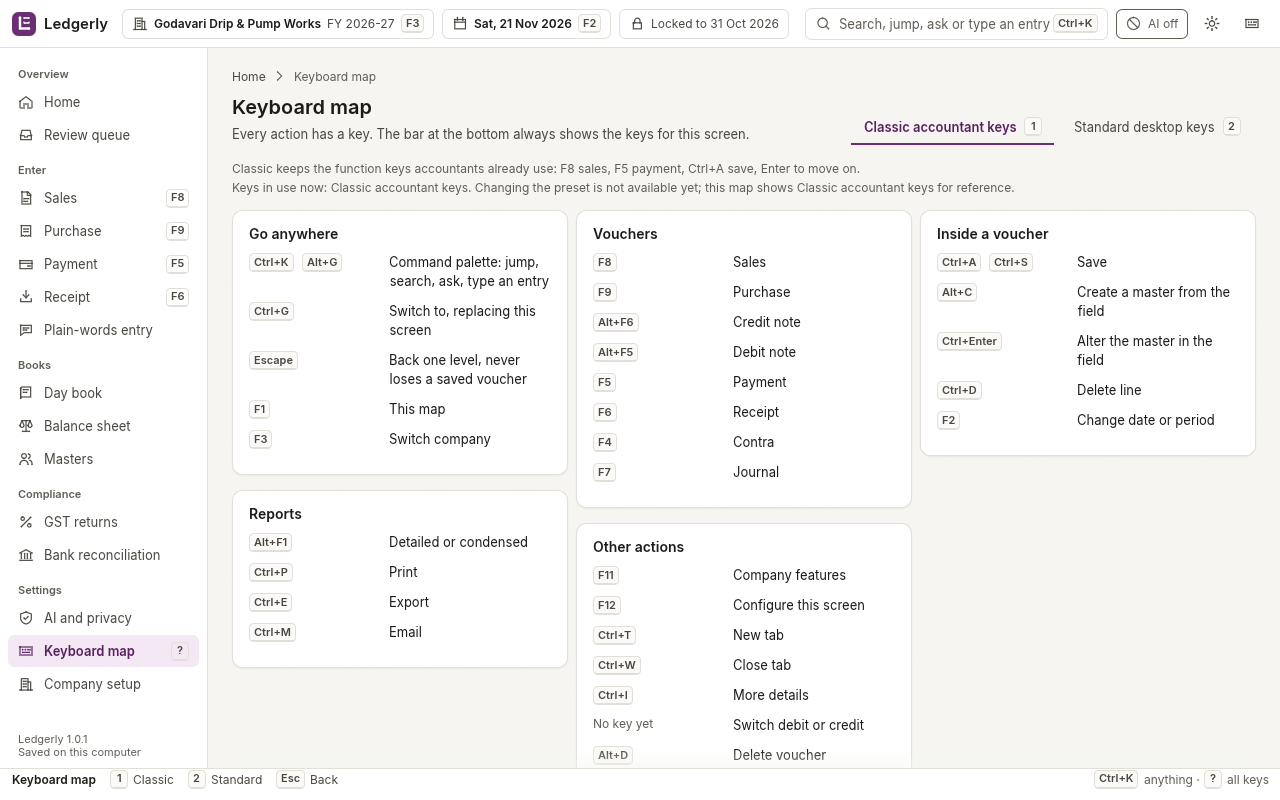 Ledgerly
Godavari Drip & Pump Works FY 2026-27 F3
Sat, 21 Nov 2026 F2
Locked to 31 Oct 2026
Search, jump, ask or type an entry Ctrl+K
AI off
Overview
Home
Review queue
Enter
Sales F8
Purchase F9
Payment F5
Receipt F6
Plain-words entry
Books
Day book
Balance sheet
Masters
Compliance
GST returns
Bank reconciliation
Settings
AI and privacy
Keyboard map ?
Company setup
Ledgerly 1.0.1
Saved on this computer
Home > Keyboard map
Keyboard map
Every action has a key. The bar at the bottom always shows the keys for this screen.
Classic accountant keys 1
Standard desktop keys 2
Classic keeps the function keys accountants already use: F8 sales, F5 payment, Ctrl+A save, Enter to move on.
Keys in use now: Classic accountant keys. Changing the preset is not available yet; this map shows Classic accountant keys for reference.
Go anywhere
Ctrl+K Alt+G Command palette: jump,
search, ask, type an entry
Ctrl+G Switch to, replacing this
screen
Escape Back one level, never
loses a saved voucher
F1 This map
F3 Switch company
Reports
Alt+F1 Detailed or condensed
Ctrl+P Print
Ctrl+E Export
Ctrl+M Email
Vouchers
F8 Sales
F9 Purchase
Alt+F6 Credit note
Alt+F5 Debit note
F5 Payment
F6 Receipt
F4 Contra
F7 Journal
Other actions
F11 Company features
F12 Configure this screen
Ctrl+T New tab
Ctrl+W Close tab
Ctrl+I More details
No key yet Switch debit or credit
Alt+D Delete voucher
Inside a voucher
Ctrl+A Ctrl+S Save
Alt+C Create a master from the
field
Ctrl+Enter Alter the master in the
field
Ctrl+D Delete line
F2 Change date or period
Keyboard map 1 Classic 2 Standard Esc Back
Ctrl+K anything · ? all keys